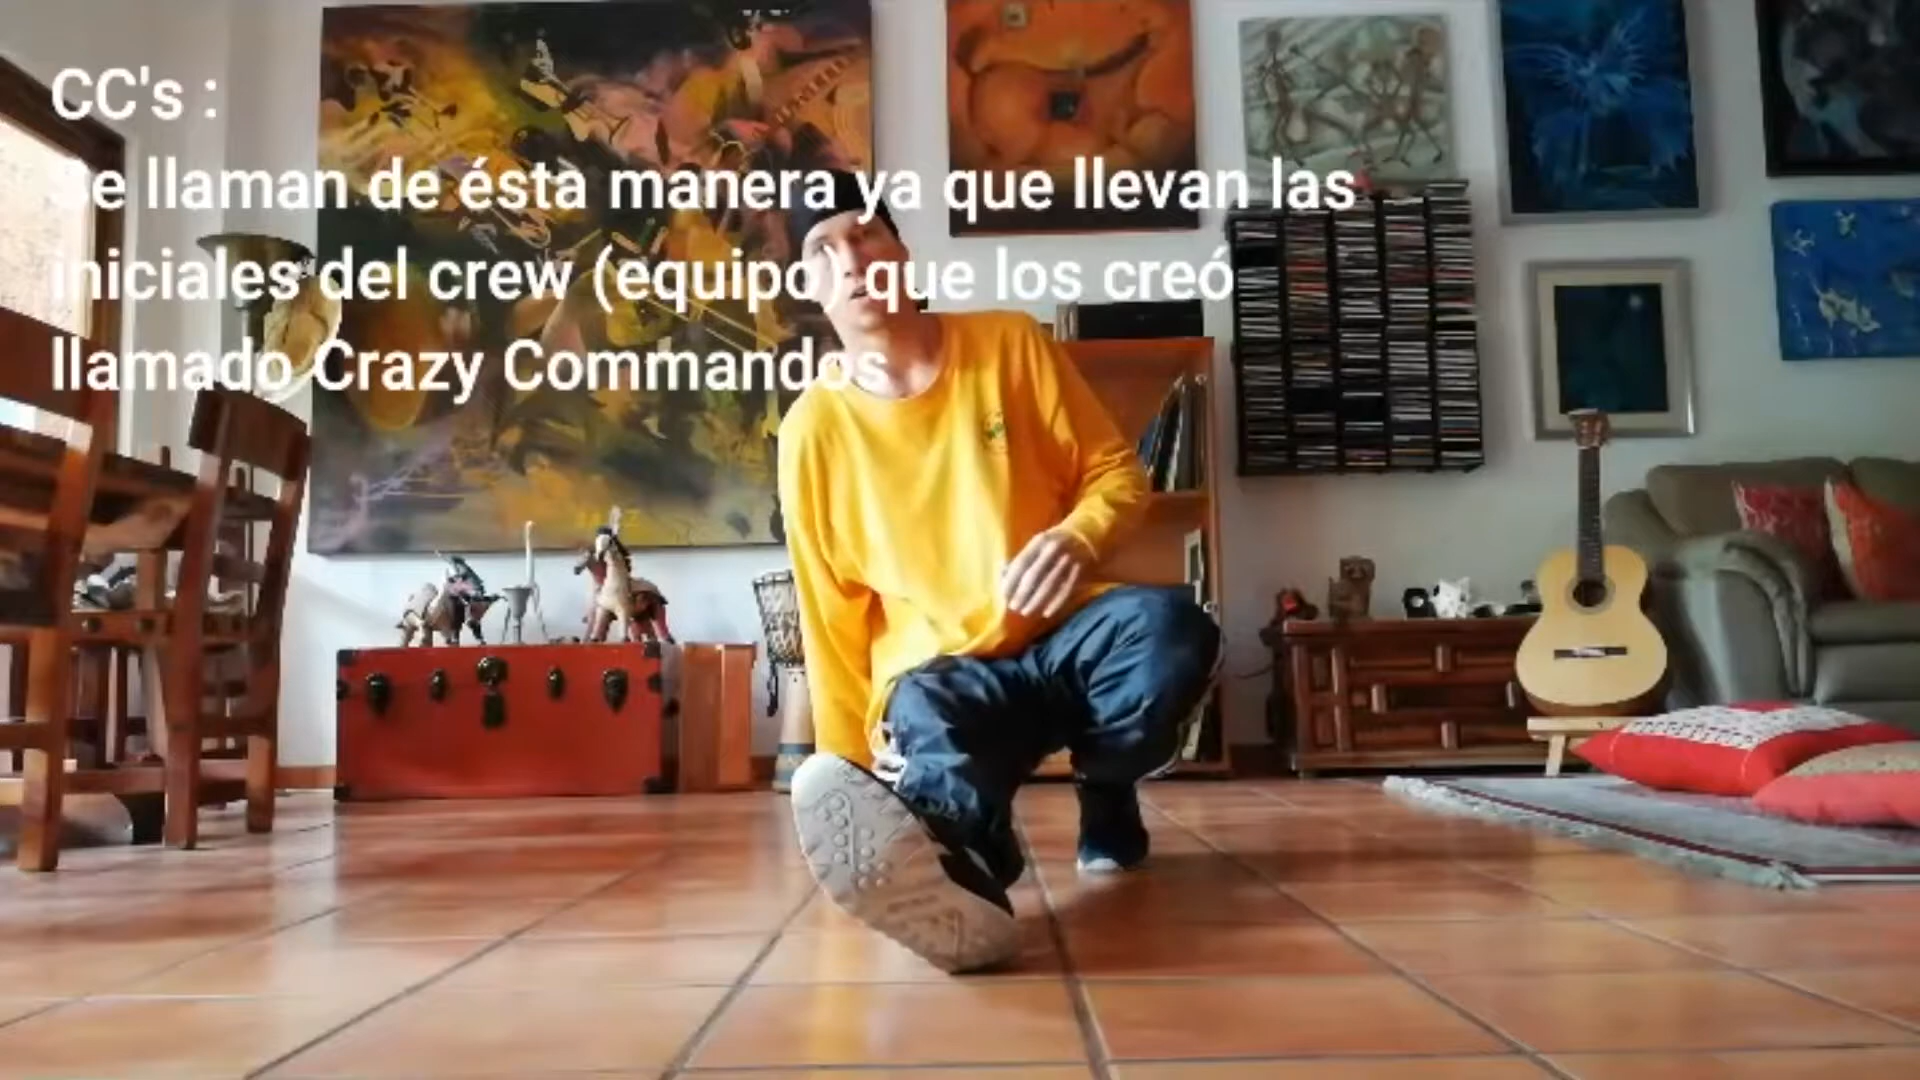 CC's :
Se llaman de ésta manera ya que llevan las
iniciales del crew (equipo) que los creó
llamado Crazy Commandos